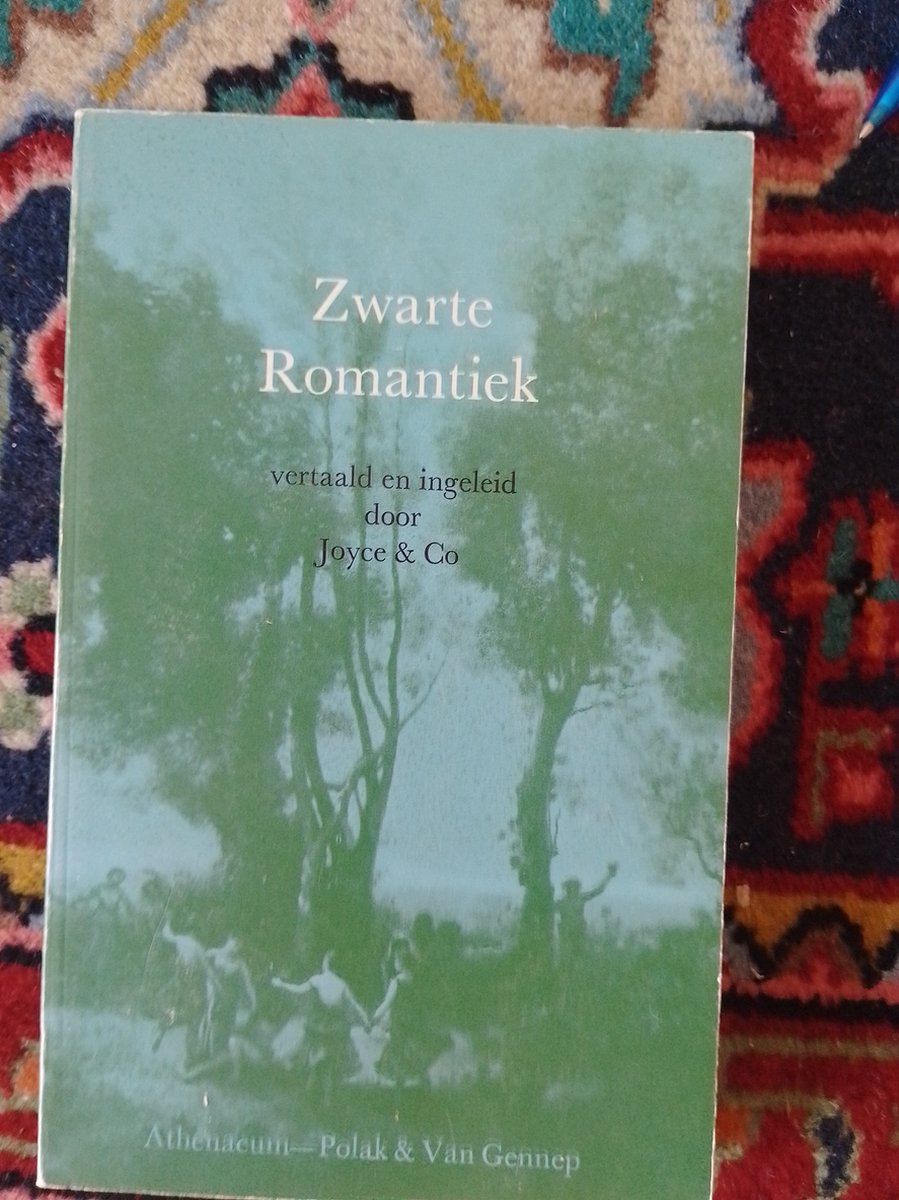 Zwarte
Romantiek
vertaald en ingeleid
door
Joyce & Co
Athenaeum—Polak & Van Gennep